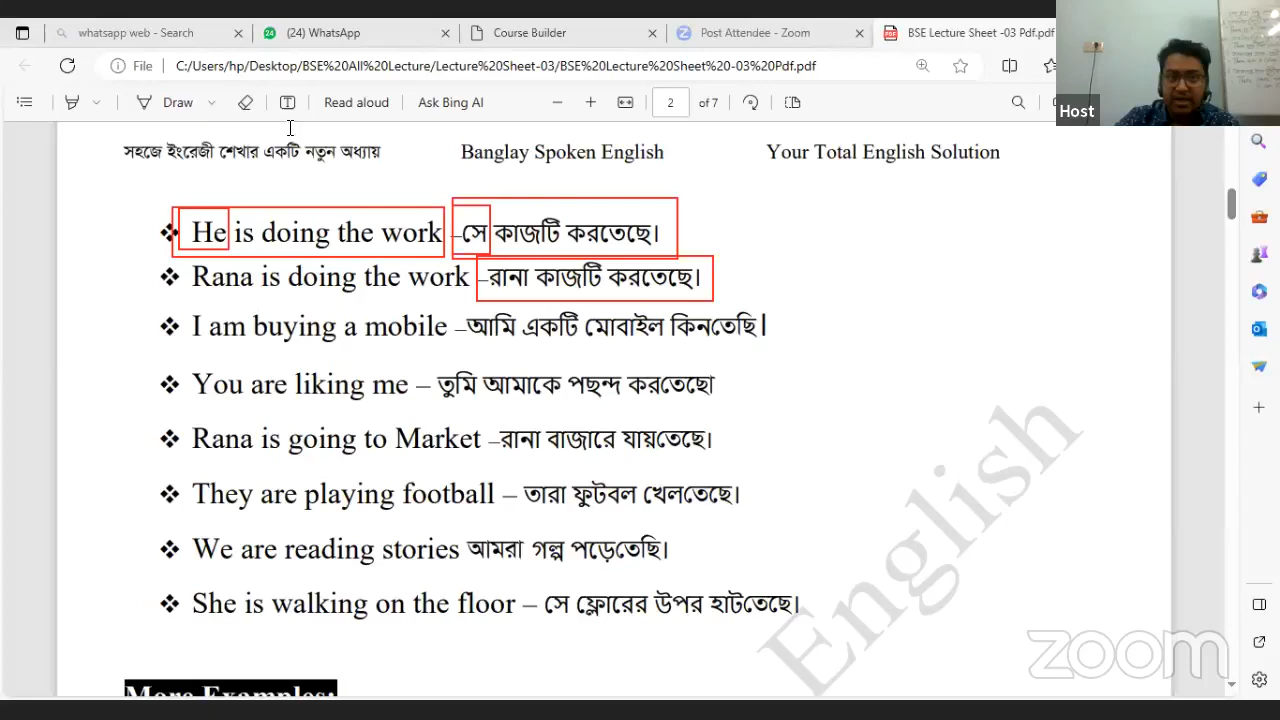 whatsapp web - Search
(24) WhatsApp
Course Builder
Post Attendee - Zoom
BSE Lecture Sheet -03 Pdf.pdf
File C:/Users/hp/Desktop/BSE%20All%20Lecture/Lecture%20Sheet-03/BSE%20Lecture%20Sheet%20-03%20Pdf.pdf
Draw Read aloud Ask Bing AI 2 of 7
Host
সহজে ইংরেজী শেখার একটি নতুন অধ্যায় Banglay Spoken English Your Total English Solution
❖ He is doing the work –সে কাজটি করতেছে।
❖ Rana is doing the work –রানা কাজটি করতেছে।
❖ I am buying a mobile –আমি একটি মোবাইল কিনতেছি।
❖ You are liking me – তুমি আমাকে পছন্দ করতেছো
❖ Rana is going to Market –রানা বাজারে যায়তেছে।
❖ They are playing football – তারা ফুটবল খেলতেছে।
❖ We are reading stories আমরা গল্প পড়েতেছি।
❖ She is walking on the floor – সে ফ্লোরের উপর হাটতেছে।
English
zoom
More Examples: